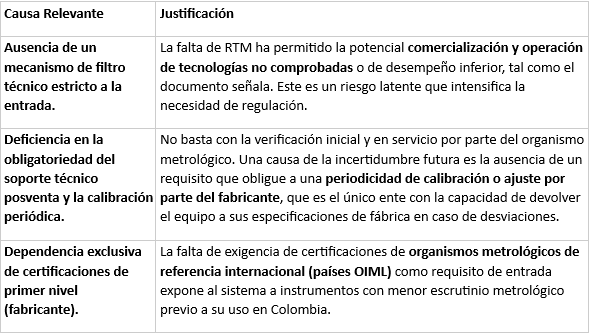 Causa Relevante
Justificación
Ausencia de un
mecanismo de filtro
técnico estricto a la
entrada.
La falta de RTM ha permitido la potencial comercialización y operación
de tecnologías no comprobadas o de desempeño inferior, tal como el
documento señala. Este es un riesgo latente que intensifica la
necesidad de regulación.
Deficiencia en la
obligatoriedad del
soporte técnico
posventa y la calibración
periódica.
No basta con la verificación inicial y en servicio por parte del organismo
metrológico. Una causa de la incertidumbre futura es la ausencia de un
requisito que obligue a una periodicidad de calibración o ajuste por
parte del fabricante, que es el único ente con la capacidad de devolver
el equipo a sus especificaciones de fábrica en caso de desviaciones.
Dependencia exclusiva
de certificaciones de
primer nivel
(fabricante).
La falta de exigencia de certificaciones de organismos metrológicos de
referencia internacional (países OIML) como requisito de entrada
expone al sistema a instrumentos con menor escrutinio metrológico
previo a su uso en Colombia.